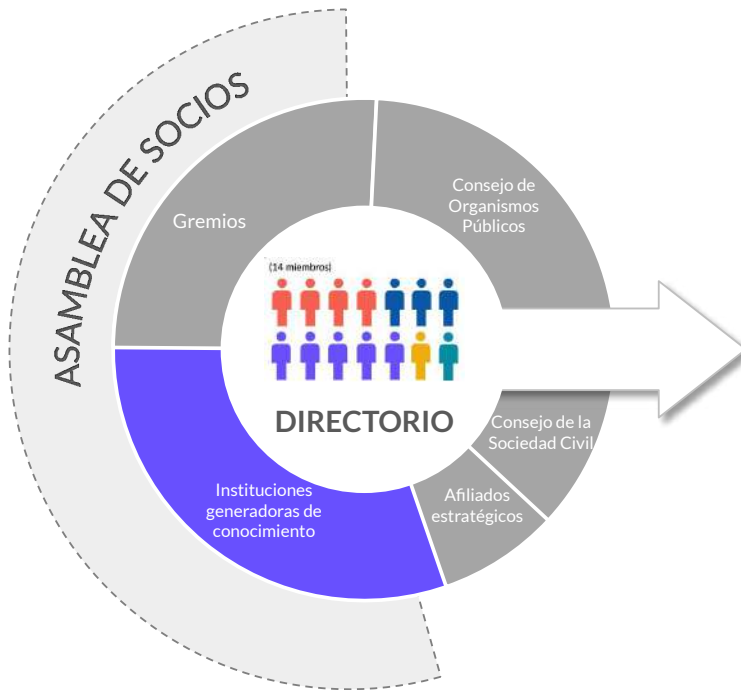 ASAMBLEA DE SOCIOS
Gremios
Consejo de
Organismos
Públicos
(14 miembros)
DIRECTORIO
Consejo de la
Sociedad Civil
Afiliados
estratégicos
Instituciones
generadoras de
conocimiento